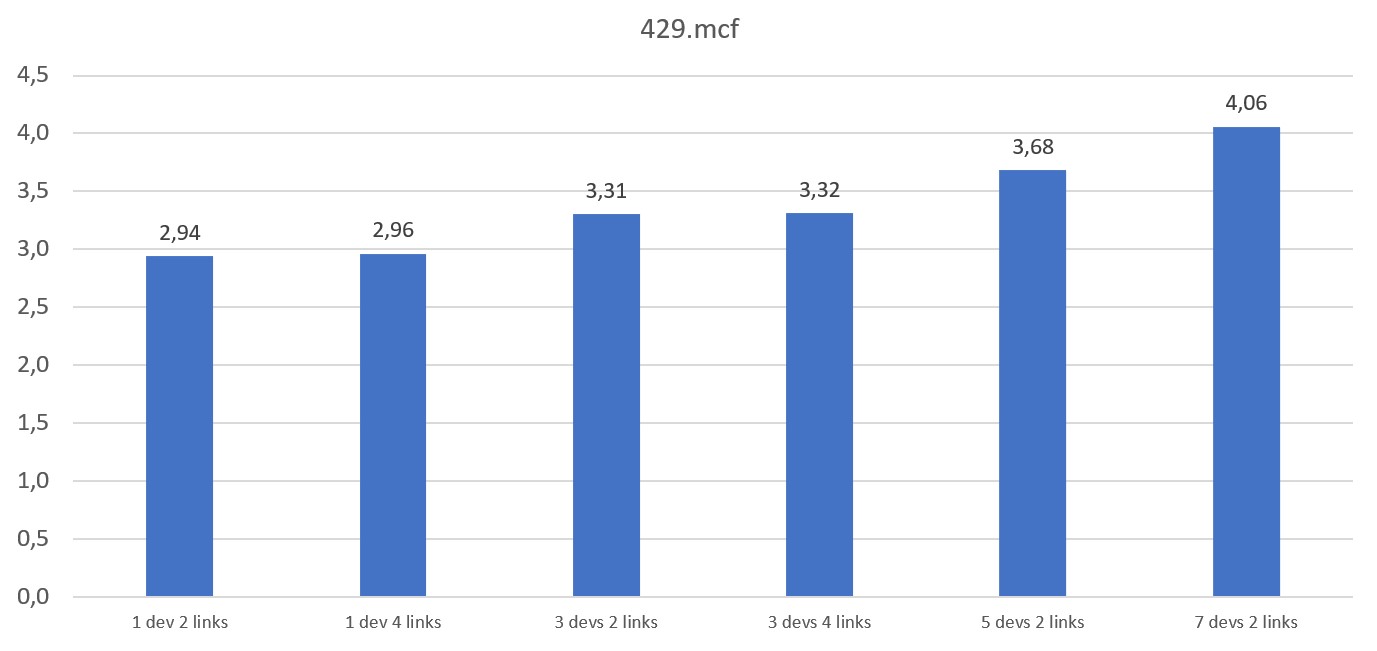 429.mcf
4,5
4,0
3,5
3,0
2,5
2,0
1,5
1,0
0,5
0,0
2,94
2,96
3,31
3,32
3,68
4,06
1 dev 2 links
1 dev 4 links
3 devs 2 links
3 devs 4 links
5 devs 2 links
7 devs 2 links